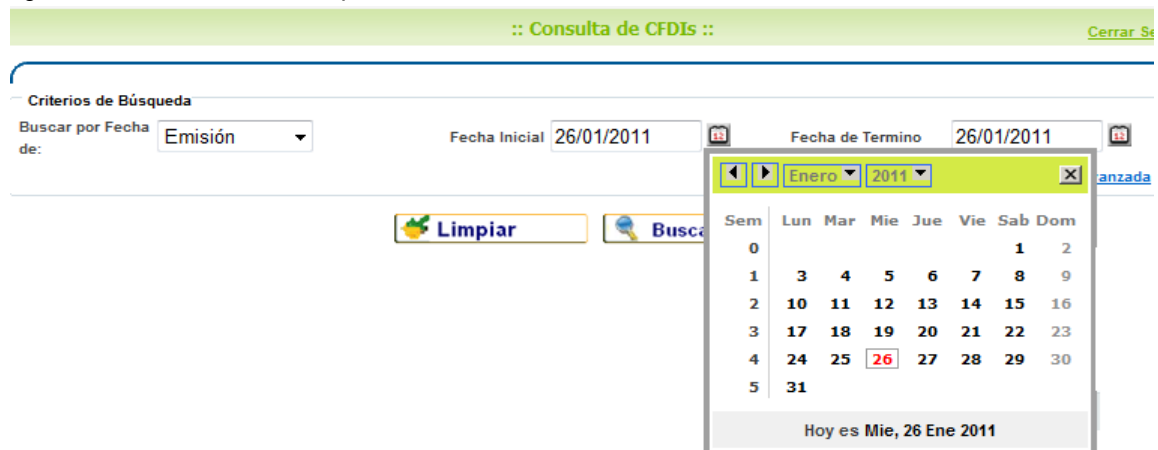 :: Consulta de CFDIs ::
Cerrar Se
Criterios de Búsqueda
Buscar por Fecha de: Emisión Fecha Inicial 26/01/2011 Fecha de Termino 26/01/2011
anzada
Limpiar Busca
Enero 2011
Sem Lun Mar Mie Jue Vie Sab Dom
0 1 2
1 3 4 5 6 7 8 9
2 10 11 12 13 14 15 16
3 17 18 19 20 21 22 23
4 24 25 26 27 28 29 30
5 31
Hoy es Mie, 26 Ene 2011